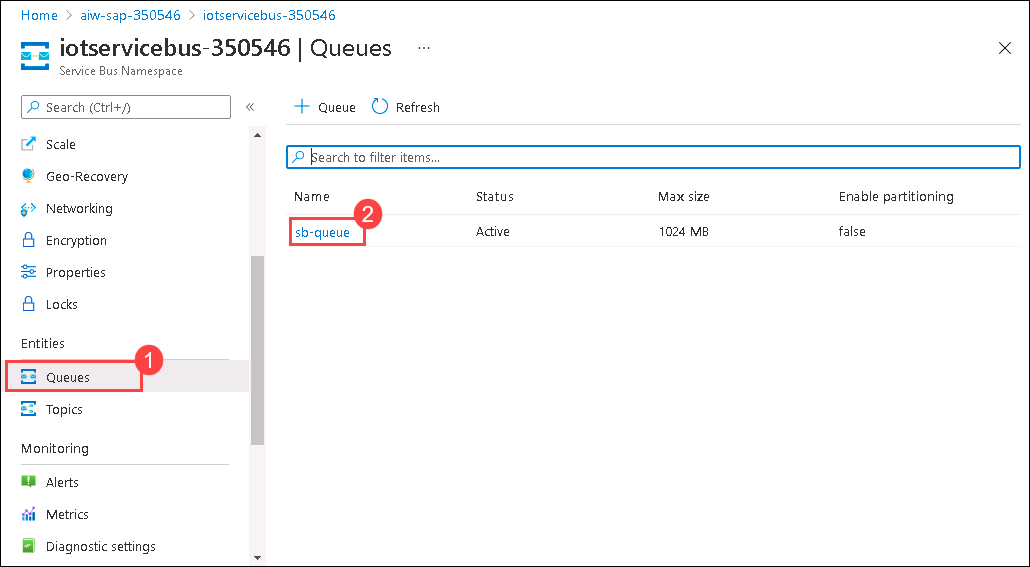 Home > aiw-sap-350546 > iotservicebus-350546
iotservicebus-350546 | Queues ...
Service Bus Namespace
Search (Ctrl+/) «
Scale
Geo-Recovery
Networking
Encryption
Properties
Locks
Entities
1
Queues
Topics
Monitoring
Alerts
Metrics
Diagnostic settings
+ Queue Refresh
Search to filter items...
Name Status Max size Enable partitioning
2
sb-queue Active 1024 MB false